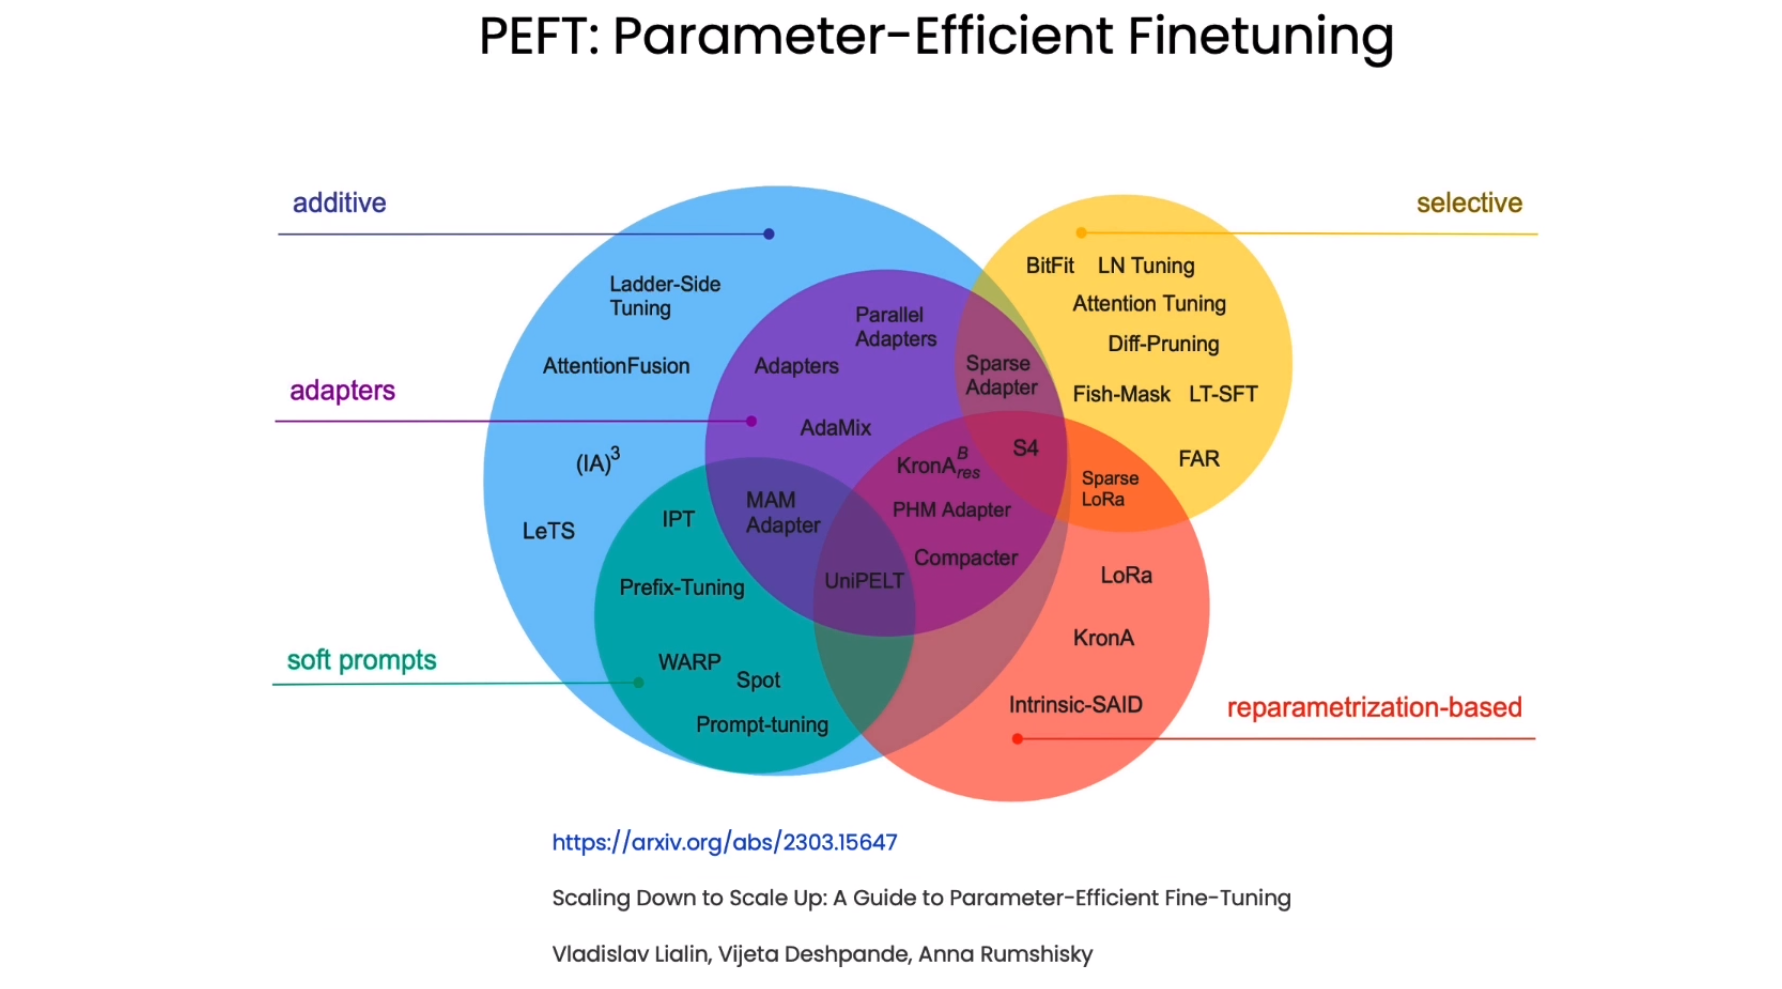 PEFT: Parameter-Efficient Finetuning
additive
selective
BitFit LN Tuning
Ladder-Side
Tuning
Attention Tuning
Parallel
Adapters
Diff-Pruning
AttentionFusion
Adapters
Sparse
Adapter
adapters
Fish-Mask LT-SFT
AdaMix
(IA)³
KronA^B_res
S4
FAR
Sparse
LoRa
MAM
Adapter
PHM Adapter
IPT
LeTS
Compacter
UniPELT
LoRa
Prefix-Tuning
KronA
soft prompts
WARP
Spot
Intrinsic-SAID
reparametrization-based
Prompt-tuning
https://arxiv.org/abs/2303.15647
Scaling Down to Scale Up: A Guide to Parameter-Efficient Fine-Tuning
Vladislav Lialin, Vijeta Deshpande, Anna Rumshisky